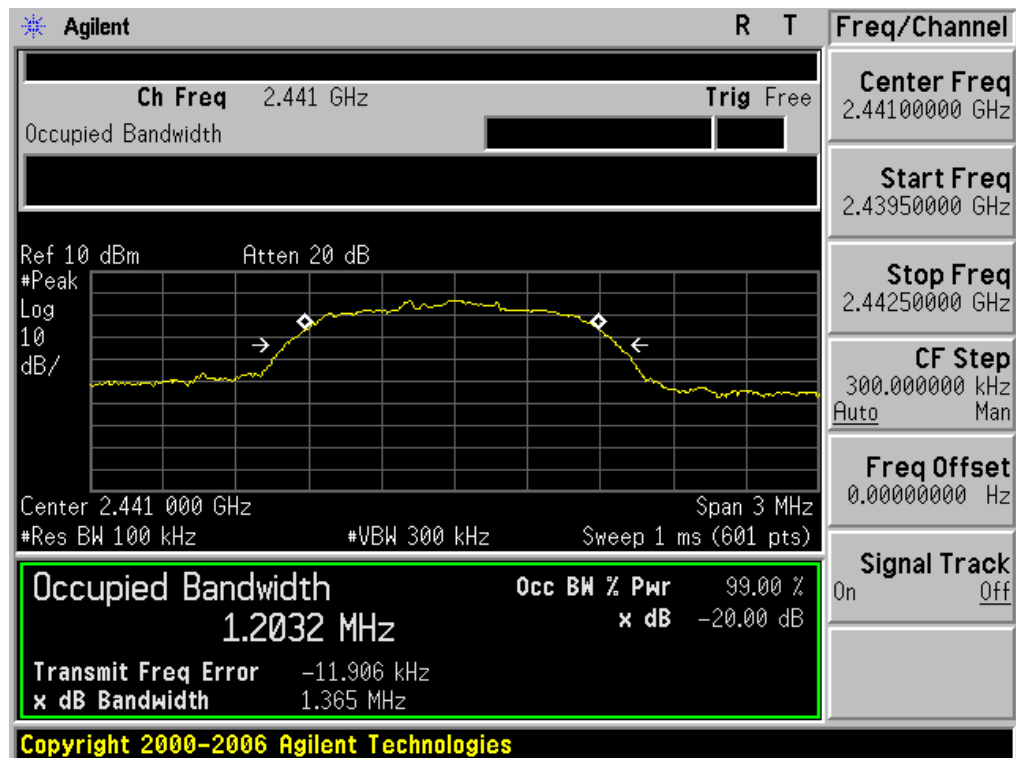 Agilent R T
Ch Freq 2.441 GHz Trig Free
Occupied Bandwidth
Ref 10 dBm Atten 20 dB
#Peak
Log
10
dB/
Center 2.441 000 GHz Span 3 MHz
#Res BW 100 kHz #VBW 300 kHz Sweep 1 ms (601 pts)
Occupied Bandwidth
1.2032 MHz
Occ BW % Pwr 99.00 %
x dB -20.00 dB
Transmit Freq Error -11.906 kHz
x dB Bandwidth 1.365 MHz
Copyright 2000-2006 Agilent Technologies
Freq/Channel
Center Freq
2.44100000 GHz
Start Freq
2.43950000 GHz
Stop Freq
2.44250000 GHz
CF Step
300.000000 kHz
Auto Man
Freq Offset
0.00000000 Hz
Signal Track
On Off